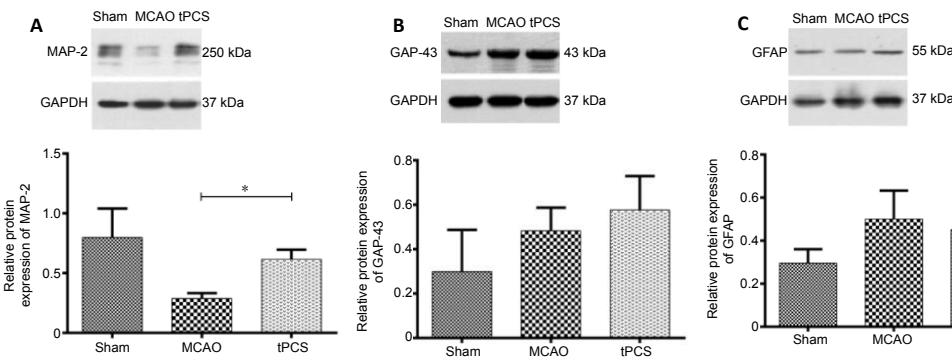 A
Sham MCAO tPCS
MAP-2
250 kDa
GAPDH
37 kDa
Relative protein
expression of MAP-2
1.5
1.0
0.5
0
*
Sham
MCAO
tPCS
B
Sham MCAO tPCS
GAP-43
43 kDa
GAPDH
37 kDa
Relative protein expression
of GAP-43
0.8
0.6
0.4
0.2
0
Sham
MCAO
tPCS
C
Sham MCAO tPCS
GFAP
55 kDa
GAPDH
37 kDa
Relative protein expression
of GFAP
0.8
0.6
0.4
0.2
0
Sham
MCAO